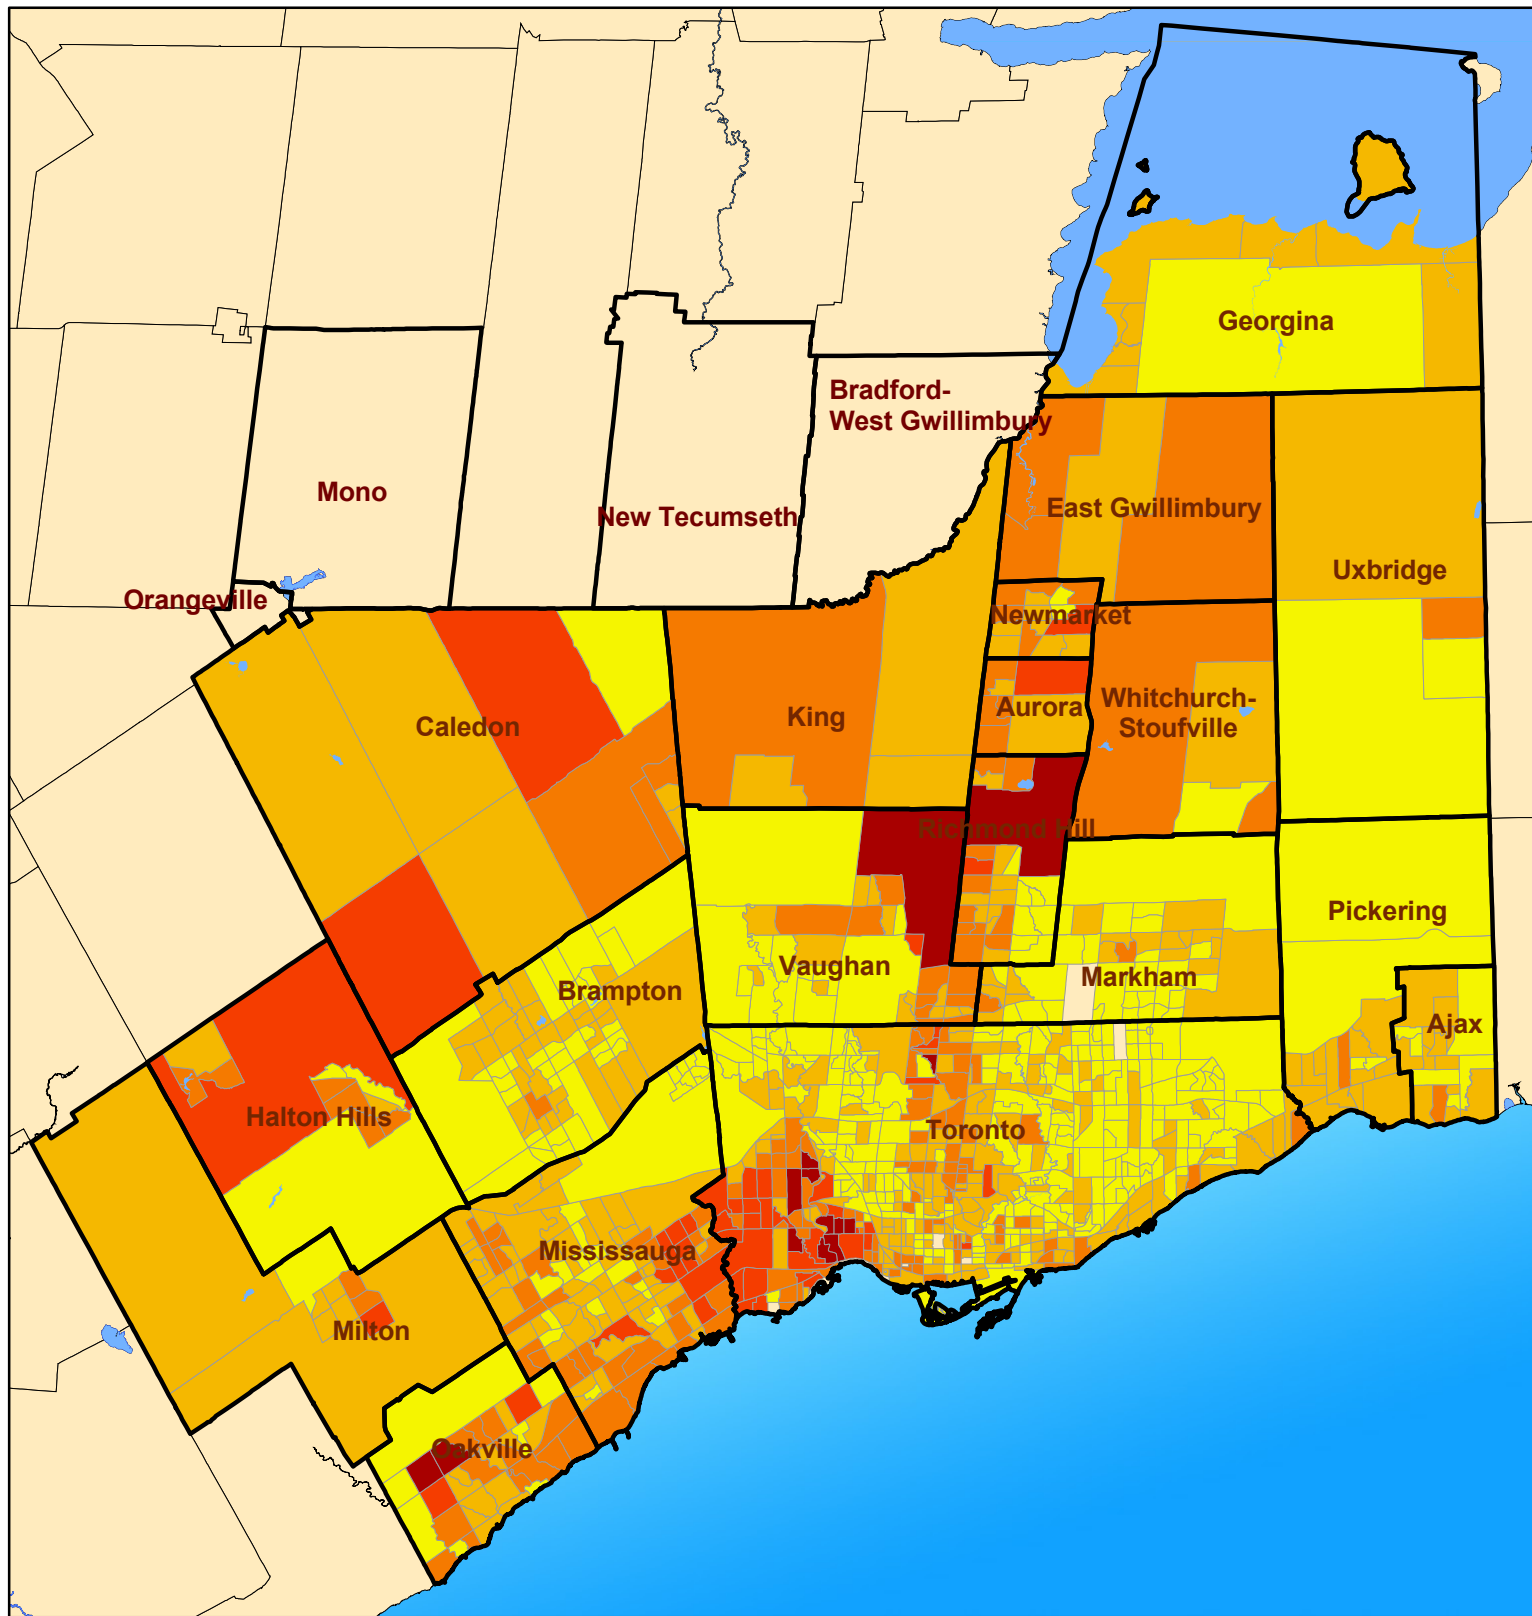 Georgina
Bradford-
West Gwillimbury
Mono
New Tecumseth
East Gwillimbury
Uxbridge
Orangeville
Newmarket
Caledon
King
Aurora
Whitchurch-
Stoufville
Richmond Hill
Pickering
Vaughan
Markham
Brampton
Ajax
Halton Hills
Toronto
Mississauga
Milton
Oakville